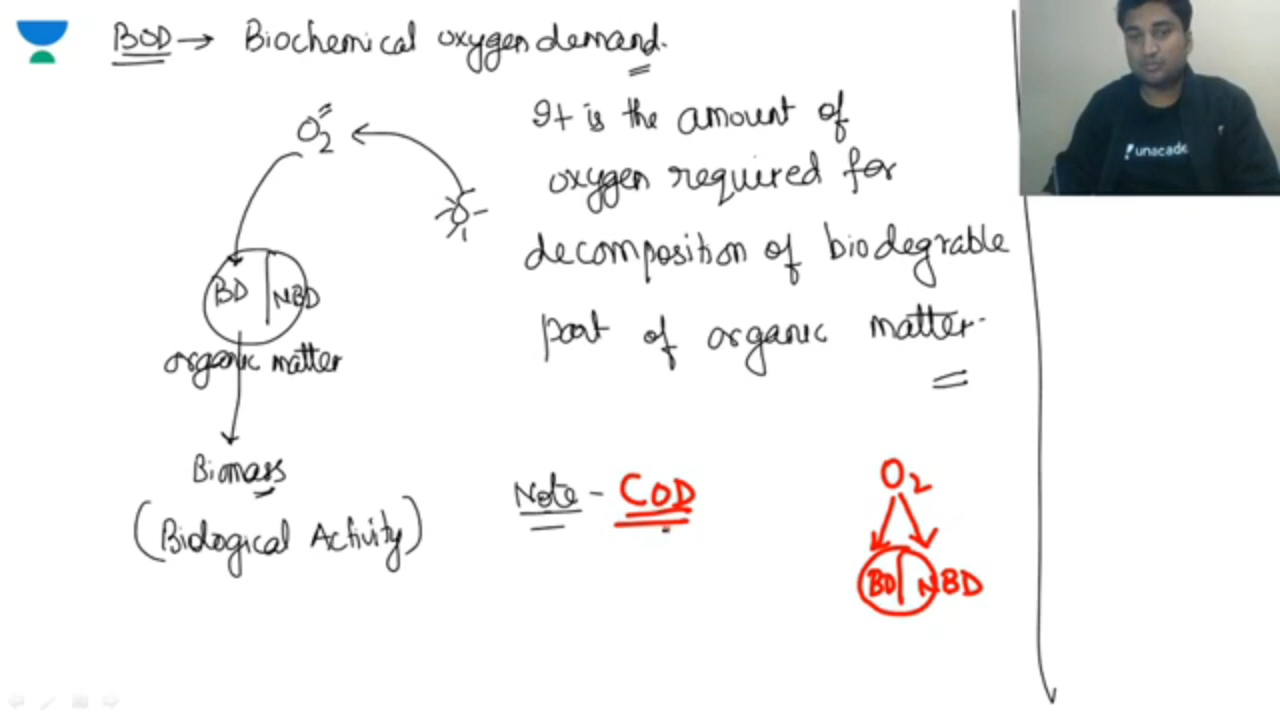 BOD → Biochemical oxygen demand.
O2
It is the amount of
oxygen required for
decomposition of biodegrable
part of organic matter.
BD NBD
organic matter
Biomass
(Biological Activity)
Note - COD
O2
BD NBD
unacade